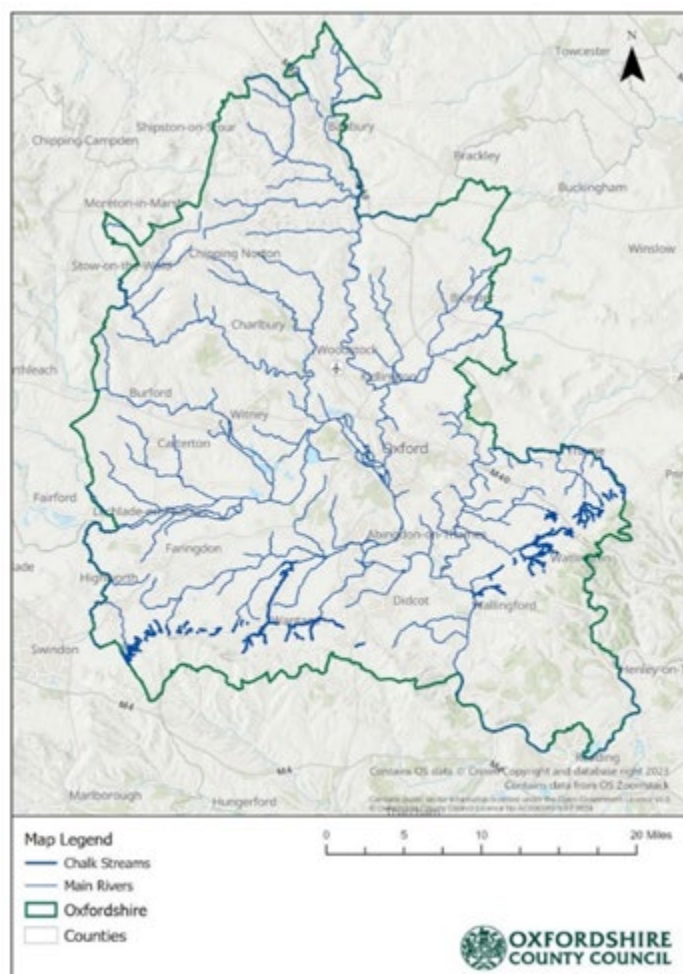 N
Towcester
Shipston-on-Stour
Banbury
Chipping-Campden
Brackley
Buckingham
Moreton-in-Marsh
Winslow
Stow-on-the-Wold
Chipping Norton
Bicester
Charlbury
Woodstock
Kidlington
Burford
Witney
Carterton
Oxford
Thame
M40
Fairford
Lechlade-on-Thames
Abingdon-on-Thames
Faringdon
Watlington
Highworth
Didcot
Wallingford
Wantage
Swindon
Henley-on-T
M4
Reading
M4
Contains OS data © Crown Copyright and database right 2023
Contains data from OS Zoomstack
Marlborough
Hungerford
Map Legend
Chalk Streams
Main Rivers
Oxfordshire
Counties
0 5 10 20 Miles
OXFORDSHIRE
COUNTY COUNCIL